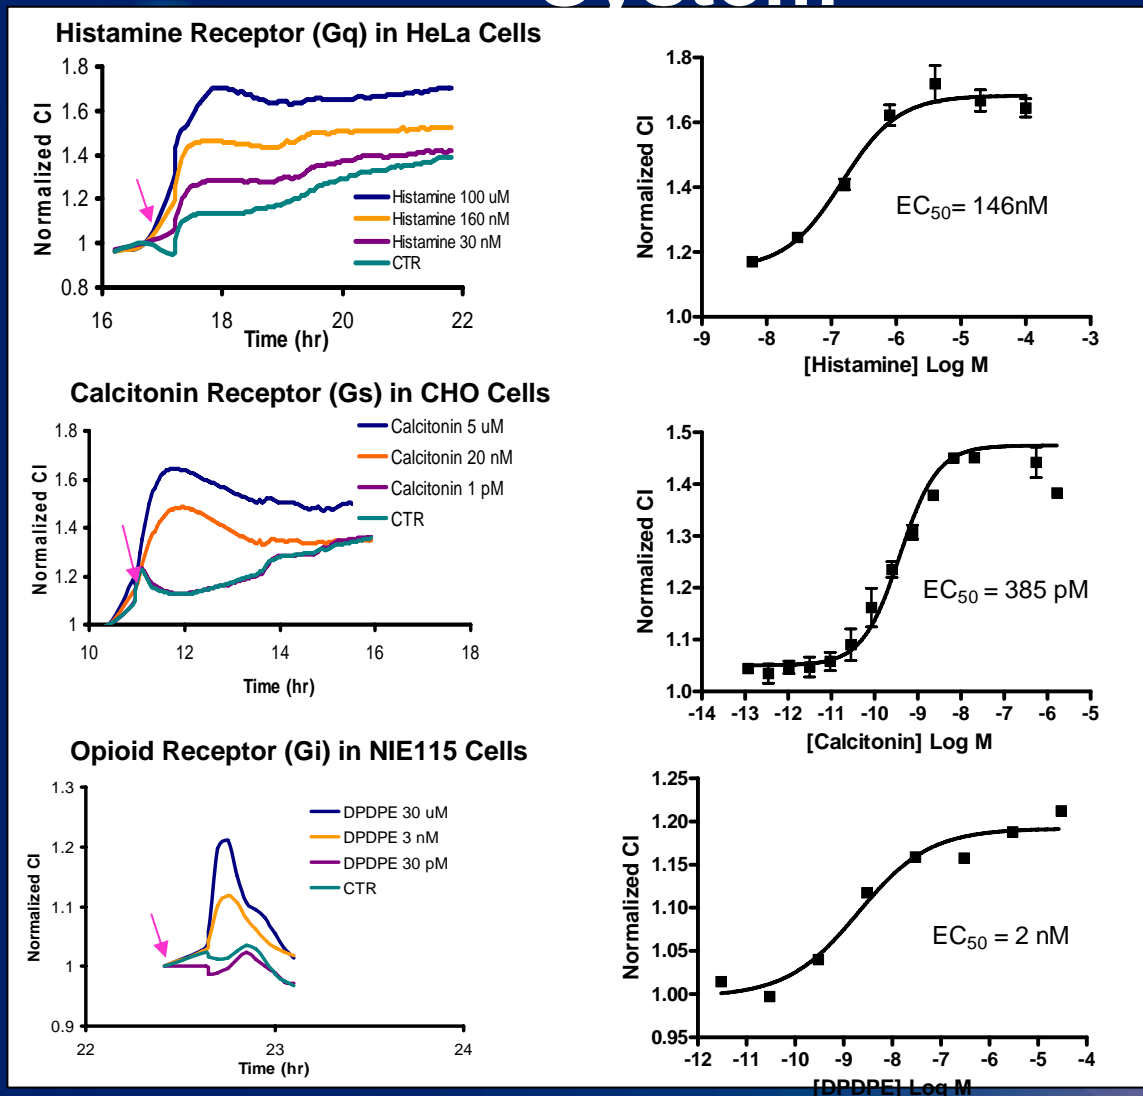 System
Histamine Receptor (Gq) in HeLa Cells
Normalized CI
1.8
1.6
1.4
1.2
1
0.8
16
18
20
22
Time (hr)
Histamine 100 uM
Histamine 160 nM
Histamine 30 nM
CTR
Normalized CI
1.8
1.6
1.4
1.2
1.0
-9
-8
-7
-6
-5
-4
-3
[Histamine] Log M
EC50= 146nM
Calcitonin Receptor (Gs) in CHO Cells
Normalized CI
1.8
1.6
1.4
1.2
1
10
12
14
16
18
Time (hr)
Calcitonin 5 uM
Calcitonin 20 nM
Calcitonin 1 pM
CTR
Normalized CI
1.5
1.4
1.3
1.2
1.1
1.0
-14
-13
-12
-11
-10
-9
-8
-7
-6
-5
[Calcitonin] Log M
EC50 = 385 pM
Opioid Receptor (Gi) in NIE115 Cells
Normalized CI
1.3
1.2
1.1
1
0.9
22
23
24
Time (hr)
DPDPE 30 uM
DPDPE 3 nM
DPDPE 30 pM
CTR
Normalized CI
1.25
1.20
1.15
1.10
1.05
1.00
0.95
-12
-11
-10
-9
-8
-7
-6
-5
-4
[DPDPE] Log M
EC50 = 2 nM